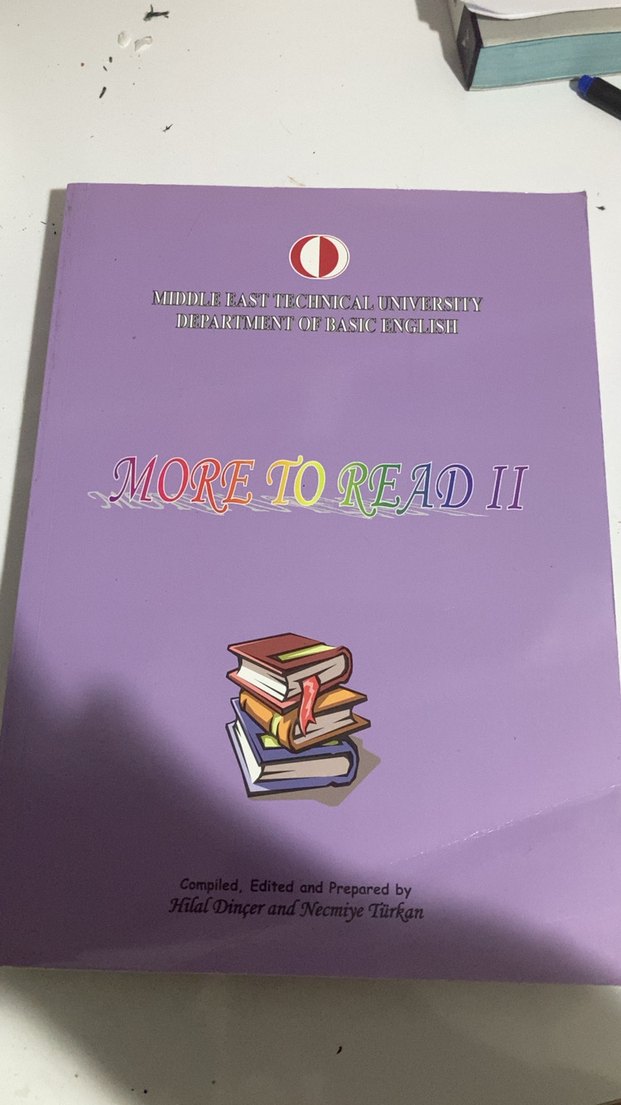 MIDDLE EAST TECHNICAL UNIVERSITY
DEPARTMENT OF BASIC ENGLISH
MORE TO READ II
Compiled, Edited and Prepared by
Hilal Dinçer and Necmiye Türkan